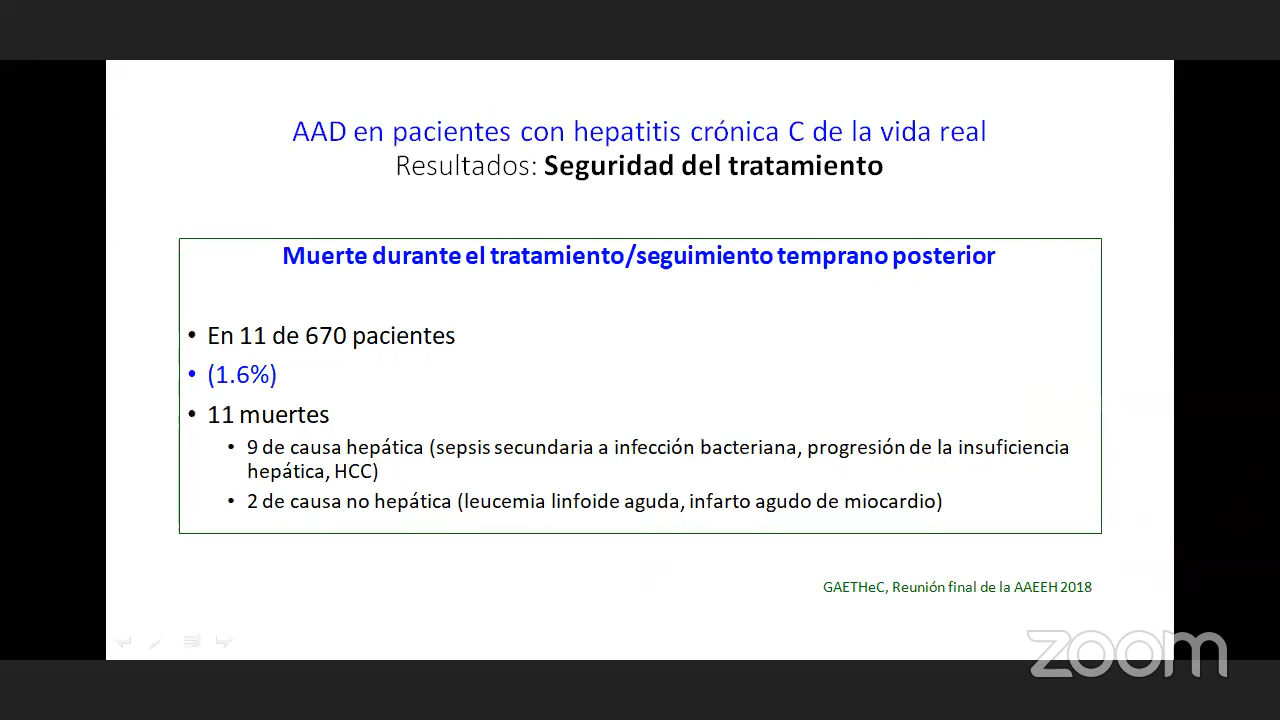 AAD en pacientes con hepatitis crónica C de la vida real
Resultados: Seguridad del tratamiento
Muerte durante el tratamiento/seguimiento temprano posterior
• En 11 de 670 pacientes
• (1.6%)
• 11 muertes
• 9 de causa hepática (sepsis secundaria a infección bacteriana, progresión de la insuficiencia
hepática, HCC)
• 2 de causa no hepática (leucemia linfoide aguda, infarto agudo de miocardio)
GAETHeC, Reunión final de la AAEEH 2018
zoom